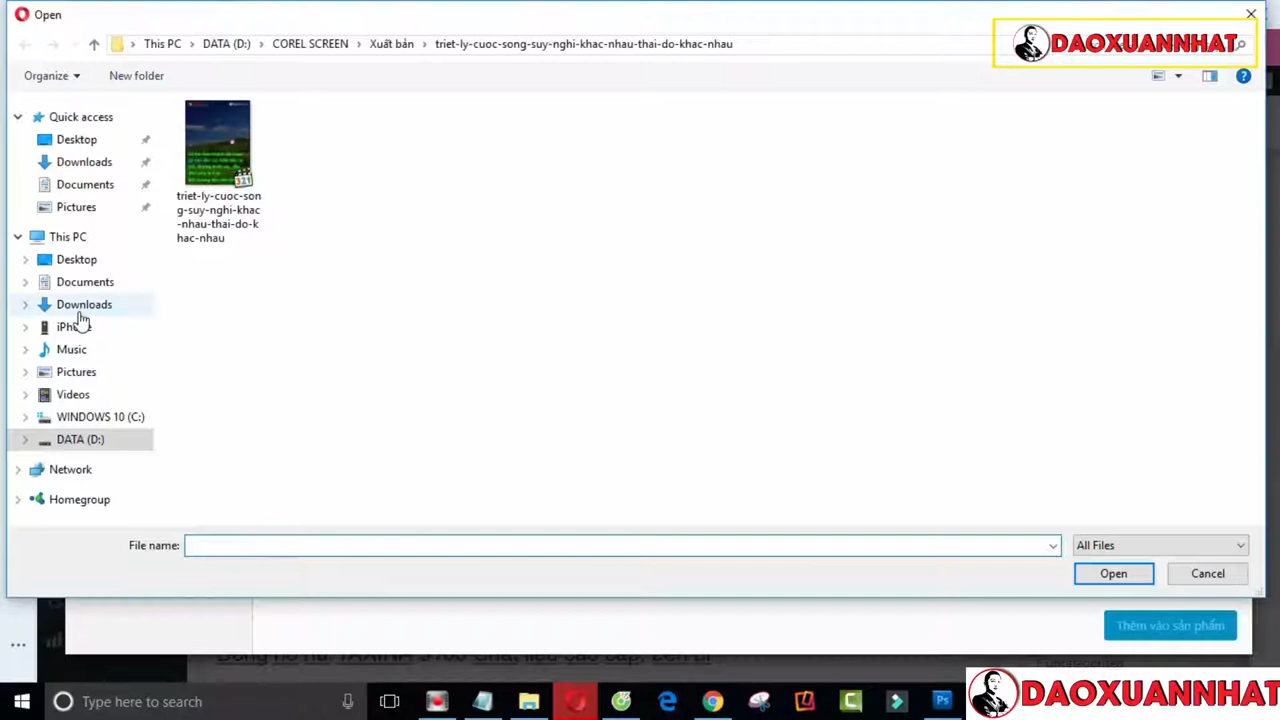 Open
This PC > DATA (D:) > COREL SCREEN > Xuất bản > triet-ly-cuoc-song-suy-nghi-khac-nhau-thai-do-khac-nhau
DAOXUANNHAT
Organize
New folder
Quick access
Desktop
Downloads
Documents
Pictures
This PC
Desktop
Documents
Downloads
Music
Pictures
Videos
WINDOWS 10 (C:)
DATA (D:)
Network
Homegroup
triet-ly-cuoc-son
g-suy-nghi-khac
-nhau-thai-do-k
hac-nhau
File name:
All Files
Open
Cancel
Thêm vào sản phẩm
Type here to search
DAOXUANNHAT